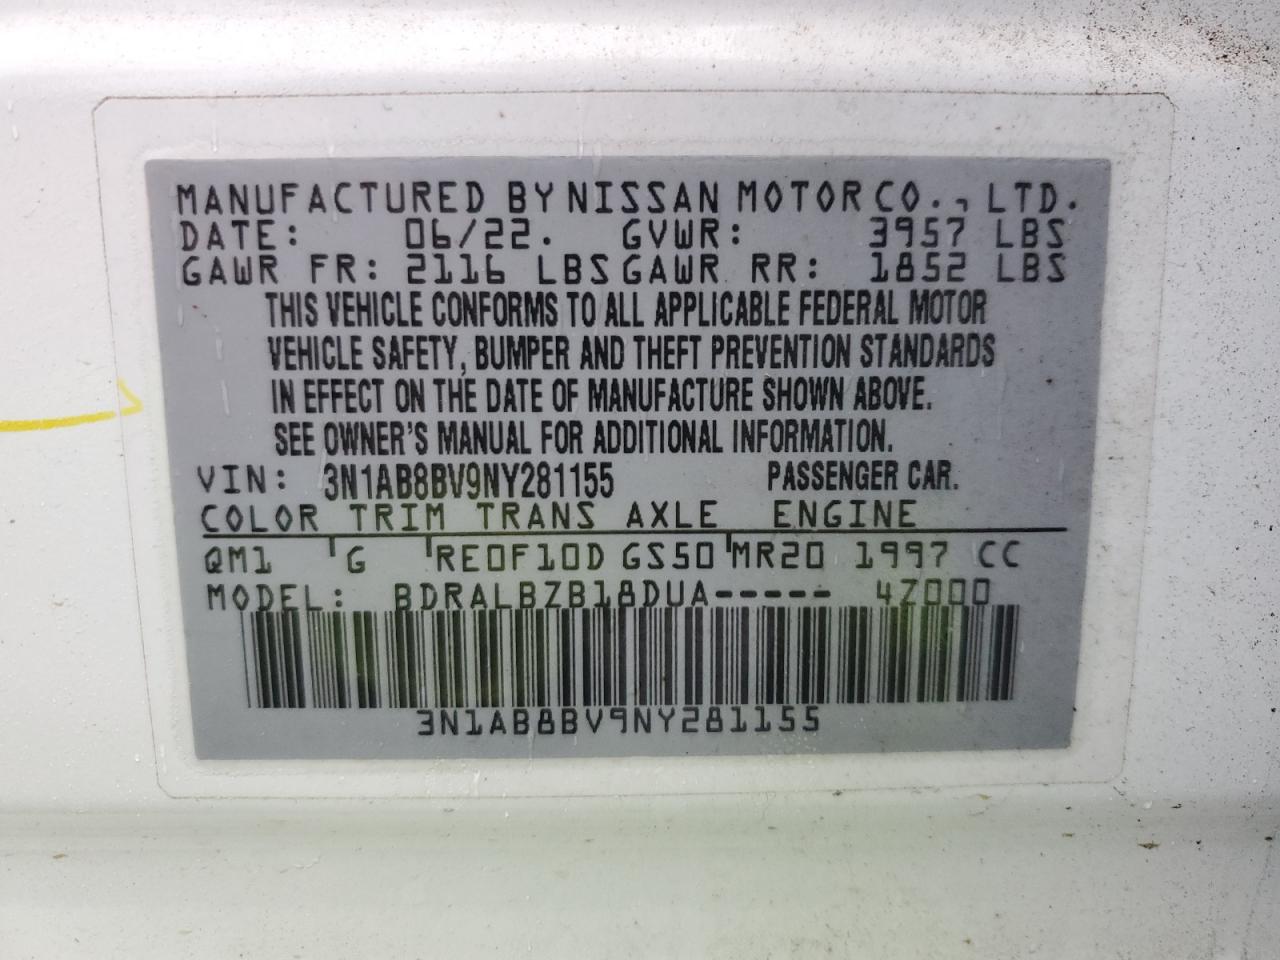 MANUFACTURED BY NISSAN MOTOR CO., LTD.
DATE: 06/22. GVWR: 3957 LBS
GAWR FR: 2116 LBS GAWR RR: 1852 LBS
THIS VEHICLE CONFORMS TO ALL APPLICABLE FEDERAL MOTOR
VEHICLE SAFETY, BUMPER AND THEFT PREVENTION STANDARDS
IN EFFECT ON THE DATE OF MANUFACTURE SHOWN ABOVE.
SEE OWNER'S MANUAL FOR ADDITIONAL INFORMATION.
VIN: 3N1AB8BV9NY281155 PASSENGER CAR.
COLOR TRIM TRANS AXLE ENGINE
QM1 G RE0F10D GS50 MR20 1997 CC
MODEL: BDRALBZB18DUA----- 4Z000
3N1AB8BV9NY281155